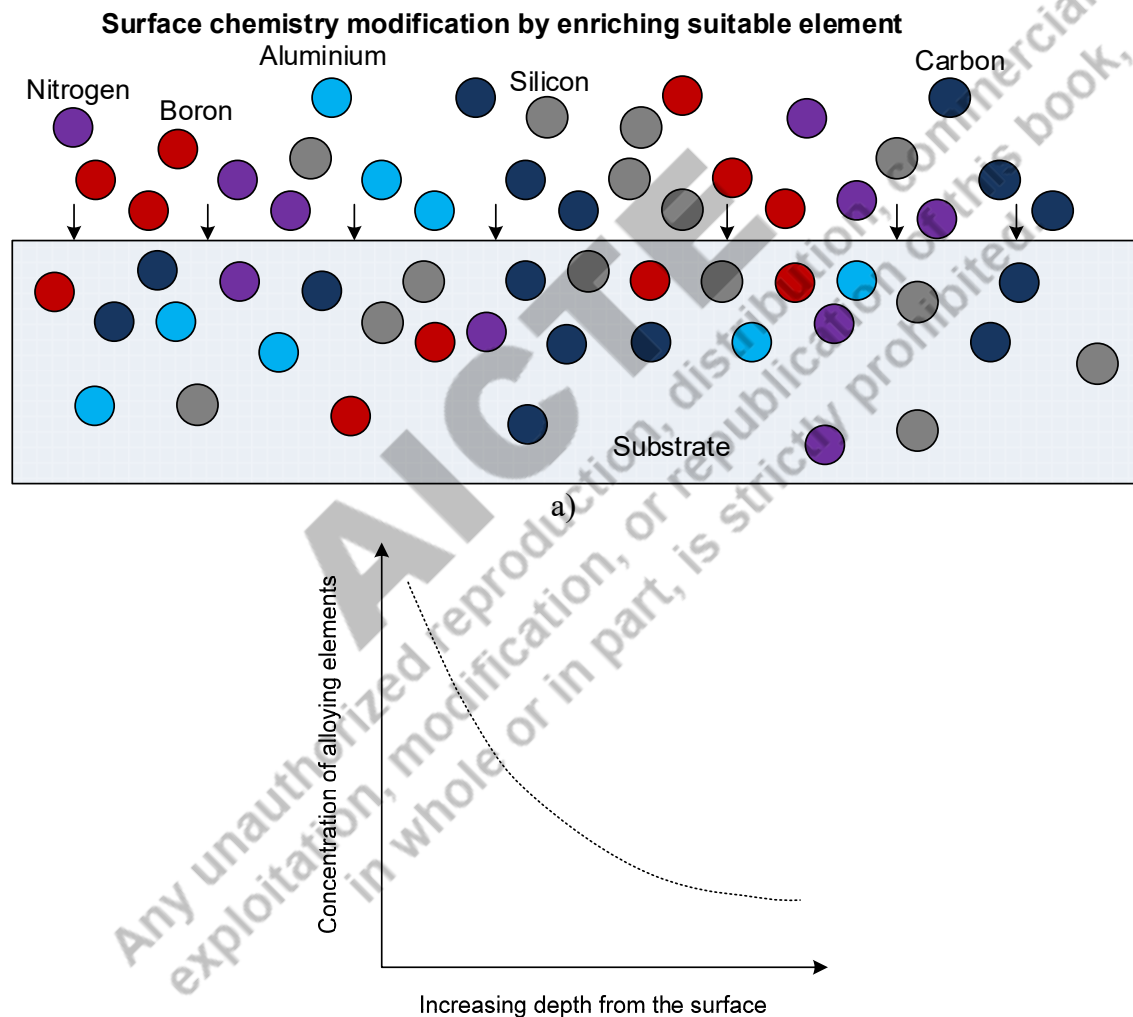 Surface chemistry modification by enriching suitable element
Aluminium
Silicon
Carbon
Nitrogen
Boron
Substrate
a)
Concentration of alloying elements
Increasing depth from the surface
AICTE
Any unauthorized reproduction, distribution, commercial
exploitation, modification, or republication of this book,
in whole or in part, is strictly prohibited.